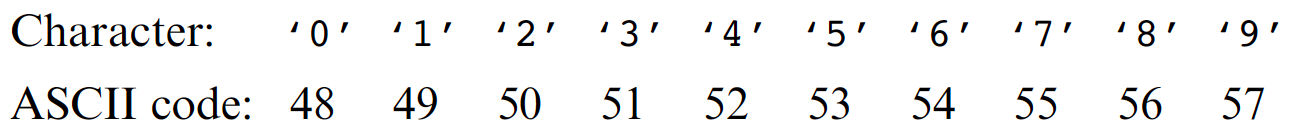 Character: ‘0’ ‘1’ ‘2’ ‘3’ ‘4’ ‘5’ ‘6’ ‘7’ ‘8’ ‘9’
ASCII code: 48 49 50 51 52 53 54 55 56 57